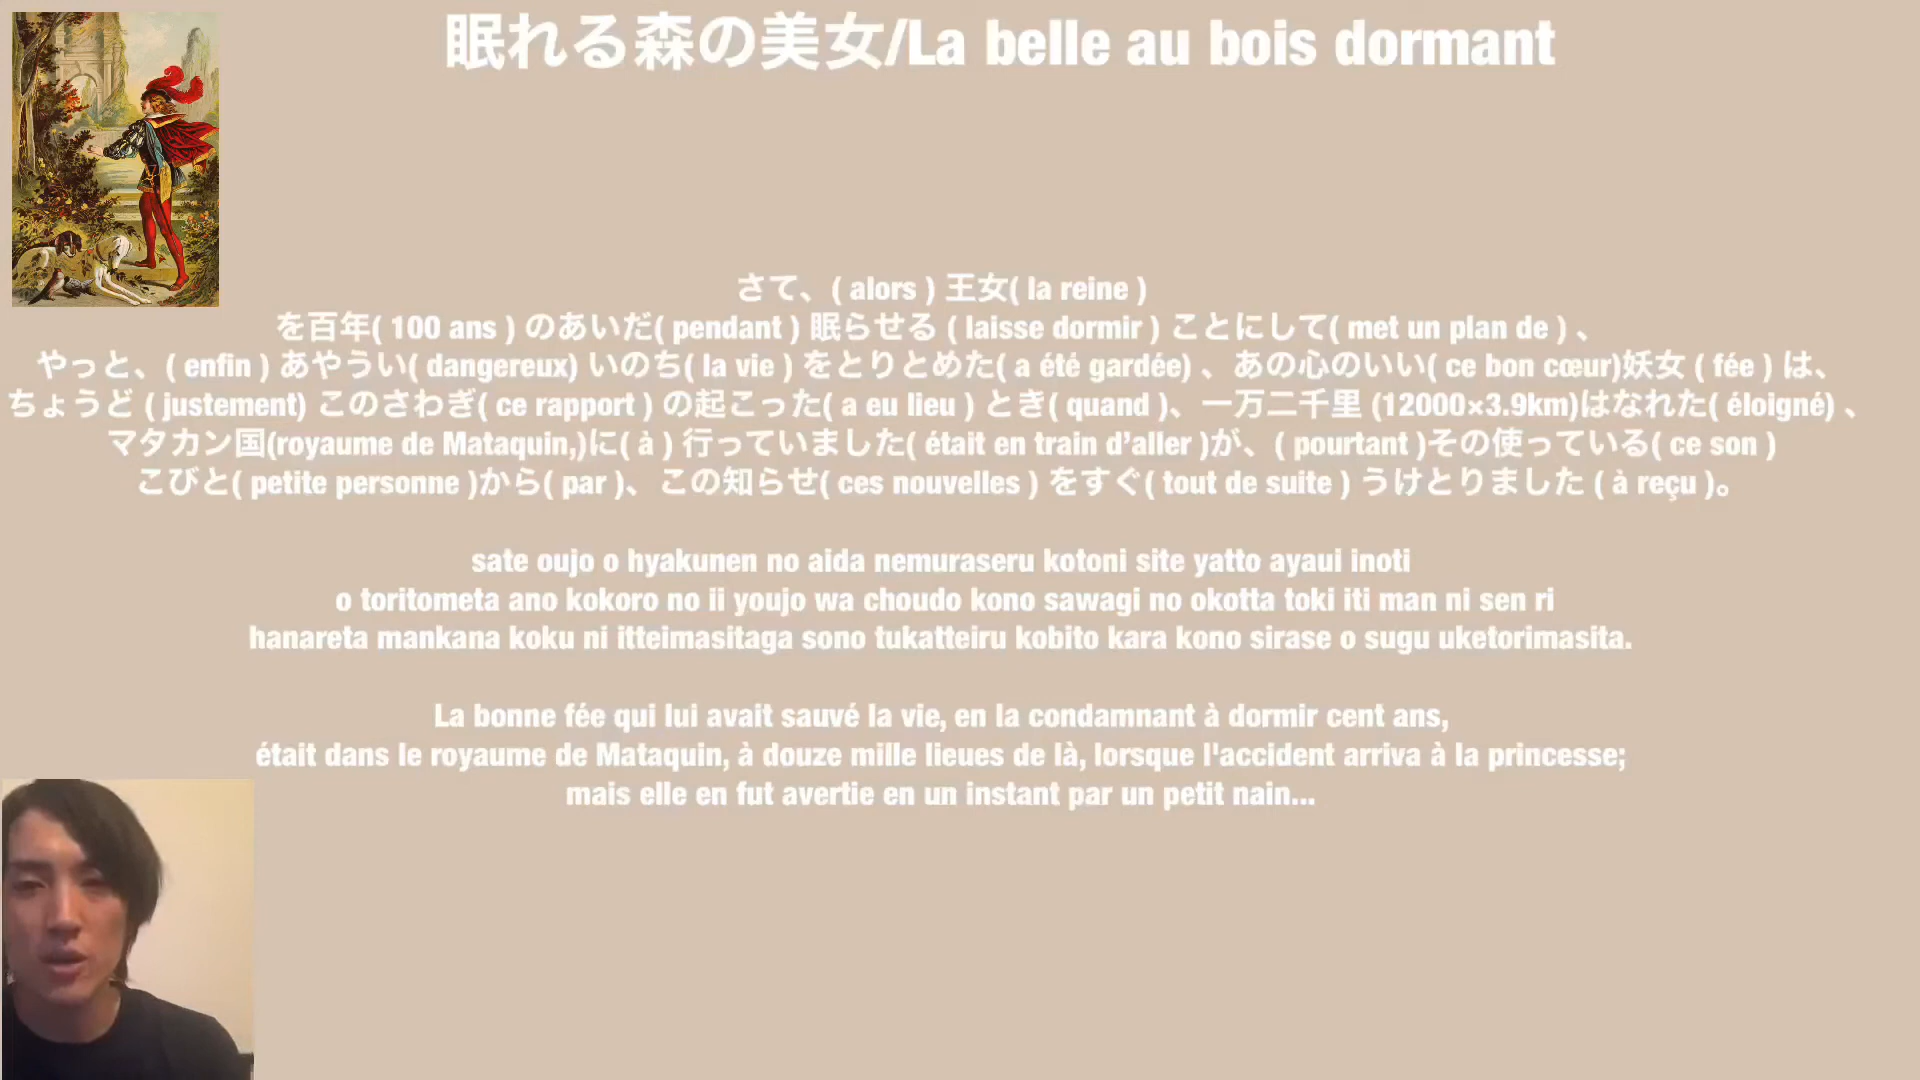 眠れる森の美女/La belle au bois dormant
さて、( alors ) 王女( la reine )
を百年( 100 ans ) のあいだ( pendant ) 眠らせる ( laisse dormir ) ことにして( met un plan de ) 、
やっと、( enfin ) あやうい( dangereux) いのち( la vie ) をとりとめた( a été gardée) 、あの心のいい( ce bon cœur)妖女 ( fée ) は、
ちょうど ( justement) このさわぎ( ce rapport ) の起こった( a eu lieu ) とき( quand )、一万二千里 (12000×3.9km)はなれた( éloigné) 、
マタカン国(royaume de Mataquin,)に( à ) 行っていました( était en train d’aller )が、( pourtant )その使っている( ce son )
こびと( petite personne )から( par )、この知らせ( ces nouvelles ) をすぐ( tout de suite ) うけとりました ( à reçu )。
sate oujo o hyakunen no aida nemuraseru kotoni site yatto ayaui inoti
o toritometa ano kokoro no ii youjo wa choudo kono sawagi no okotta toki iti man ni sen ri
hanareta mankana koku ni itteimasitaga sono tukatteiru kobito kara kono sirase o sugu uketorimasita.
La bonne fée qui lui avait sauvé la vie, en la condamnant à dormir cent ans,
était dans le royaume de Mataquin, à douze mille lieues de là, lorsque l'accident arriva à la princesse;
mais elle en fut avertie en un instant par un petit nain...